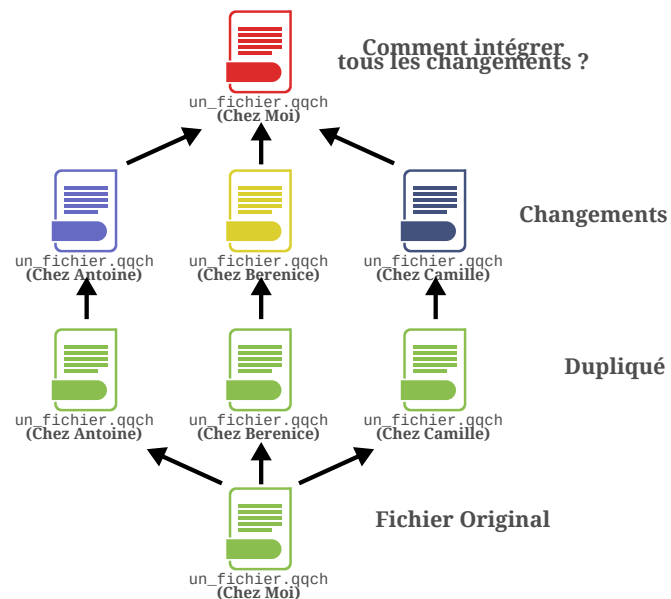 Comment intégrer
tous les changements ?
un_fichier.qqch
(Chez Moi)
Changements
un_fichier.qqch
(Chez Antoine)
un_fichier.qqch
(Chez Berenice)
un_fichier.qqch
(Chez Camille)
Dupliqué
un_fichier.qqch
(Chez Antoine)
un_fichier.qqch
(Chez Berenice)
un_fichier.qqch
(Chez Camille)
Fichier Original
un_fichier.qqch
(Chez Moi)